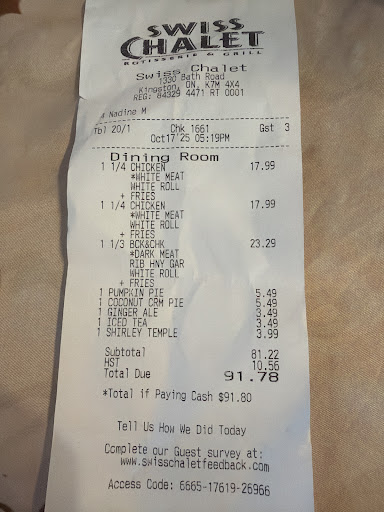 SWISS
CHALET
ROTISSERIE & GRILL
Swiss Chalet
1330 Bath Road
Kingston, ON, K7M 4X4
REG: 84329 4471 RT 0001
Nadine M
Tbl 20/1 Chk 1661 Gst 3
Oct17'25 05:19PM
Dining Room
1 1/4 CHICKEN 17.99
*WHITE MEAT
WHITE ROLL
+ FRIES
1 1/4 CHICKEN 17.99
*WHITE MEAT
WHITE ROLL
+ FRIES
1 1/3 BCK&CHK 23.29
*DARK MEAT
RIB HNY GAR
WHITE ROLL
+ FRIES
1 PUMPKIN PIE 5.49
1 COCONUT CRM PIE 5.49
1 GINGER ALE 3.49
1 ICED TEA 3.49
1 SHIRLEY TEMPLE 3.99
Subtotal 81.22
HST 10.56
Total Due 91.78
*Total if Paying Cash $91.80
Tell Us How We Did Today
Complete our Guest survey at:
www.swisschaletfeedback.com
Access Code: 6665-17619-26966